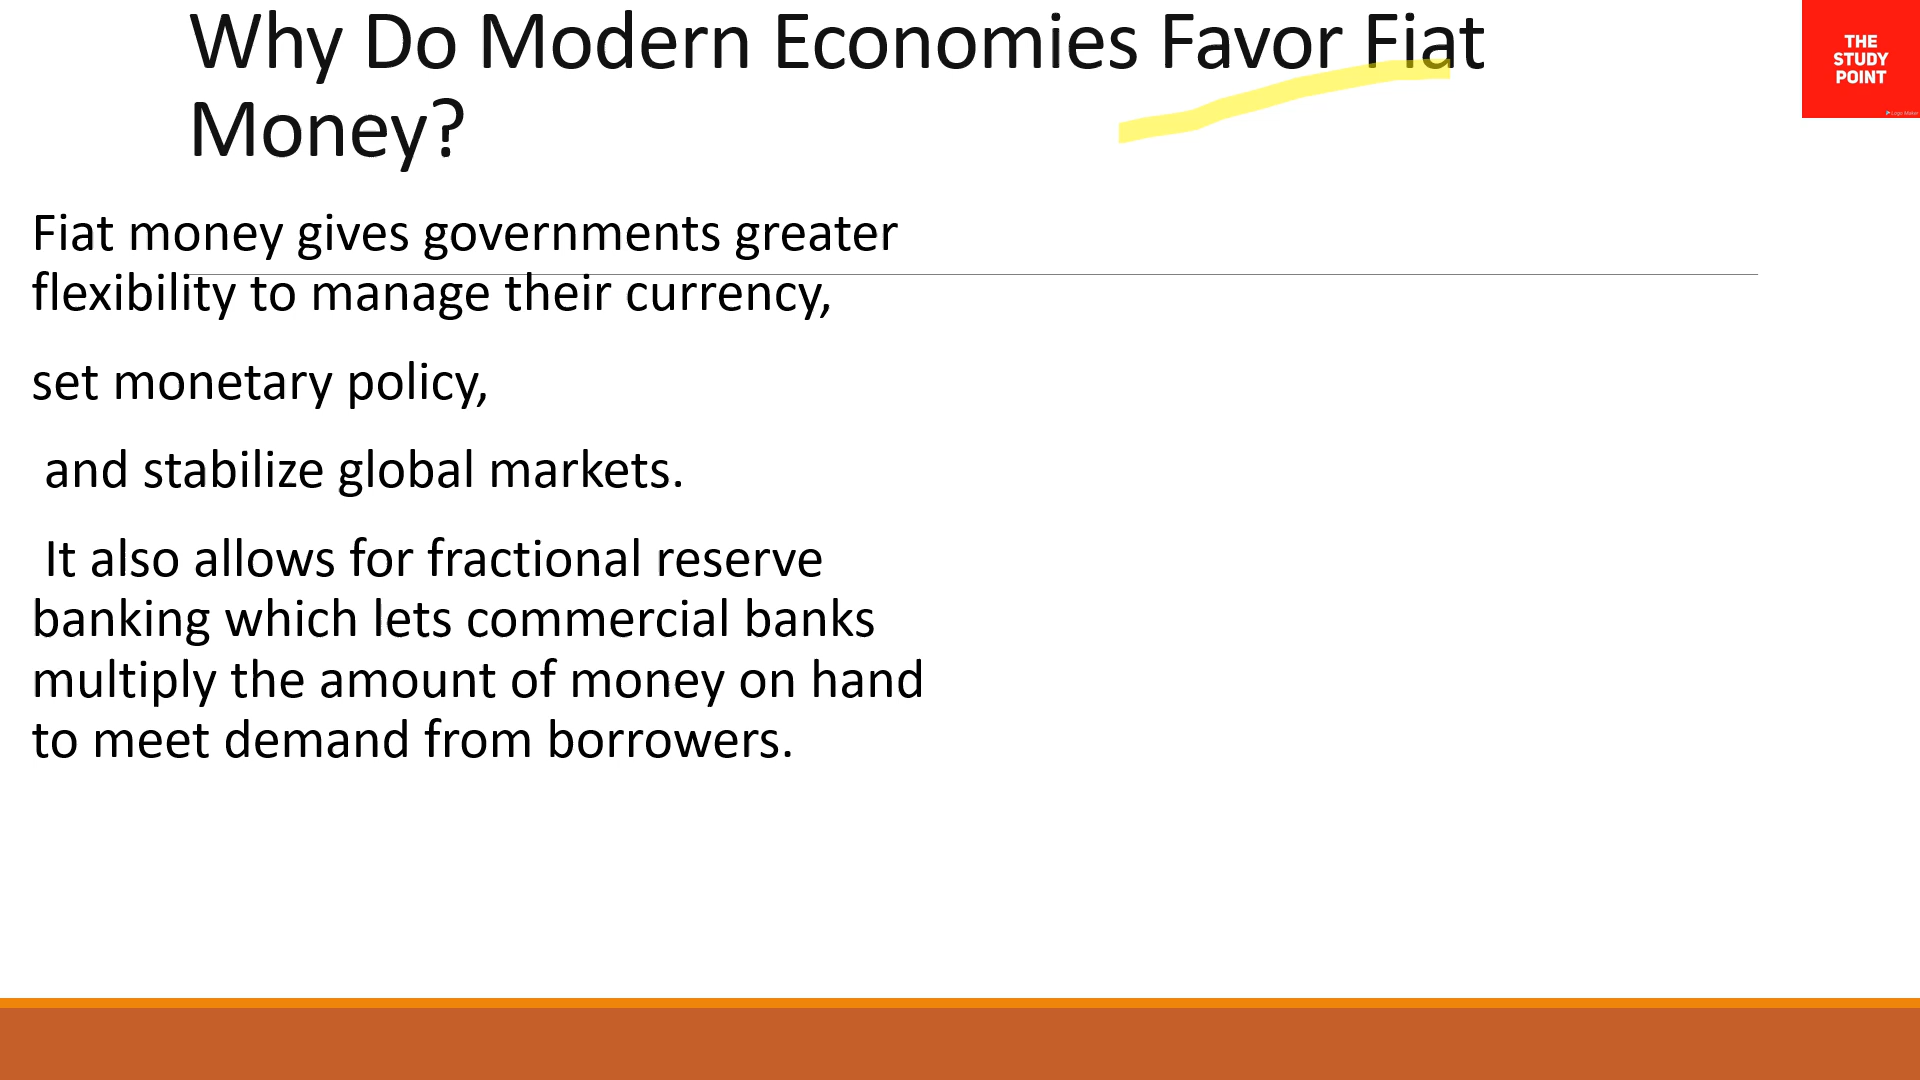 Why Do Modern Economies Favor Fiat
Money?
THE
STUDY
POINT
Logo Maker
Fiat money gives governments greater
flexibility to manage their currency,
set monetary policy,
and stabilize global markets.
It also allows for fractional reserve
banking which lets commercial banks
multiply the amount of money on hand
to meet demand from borrowers.